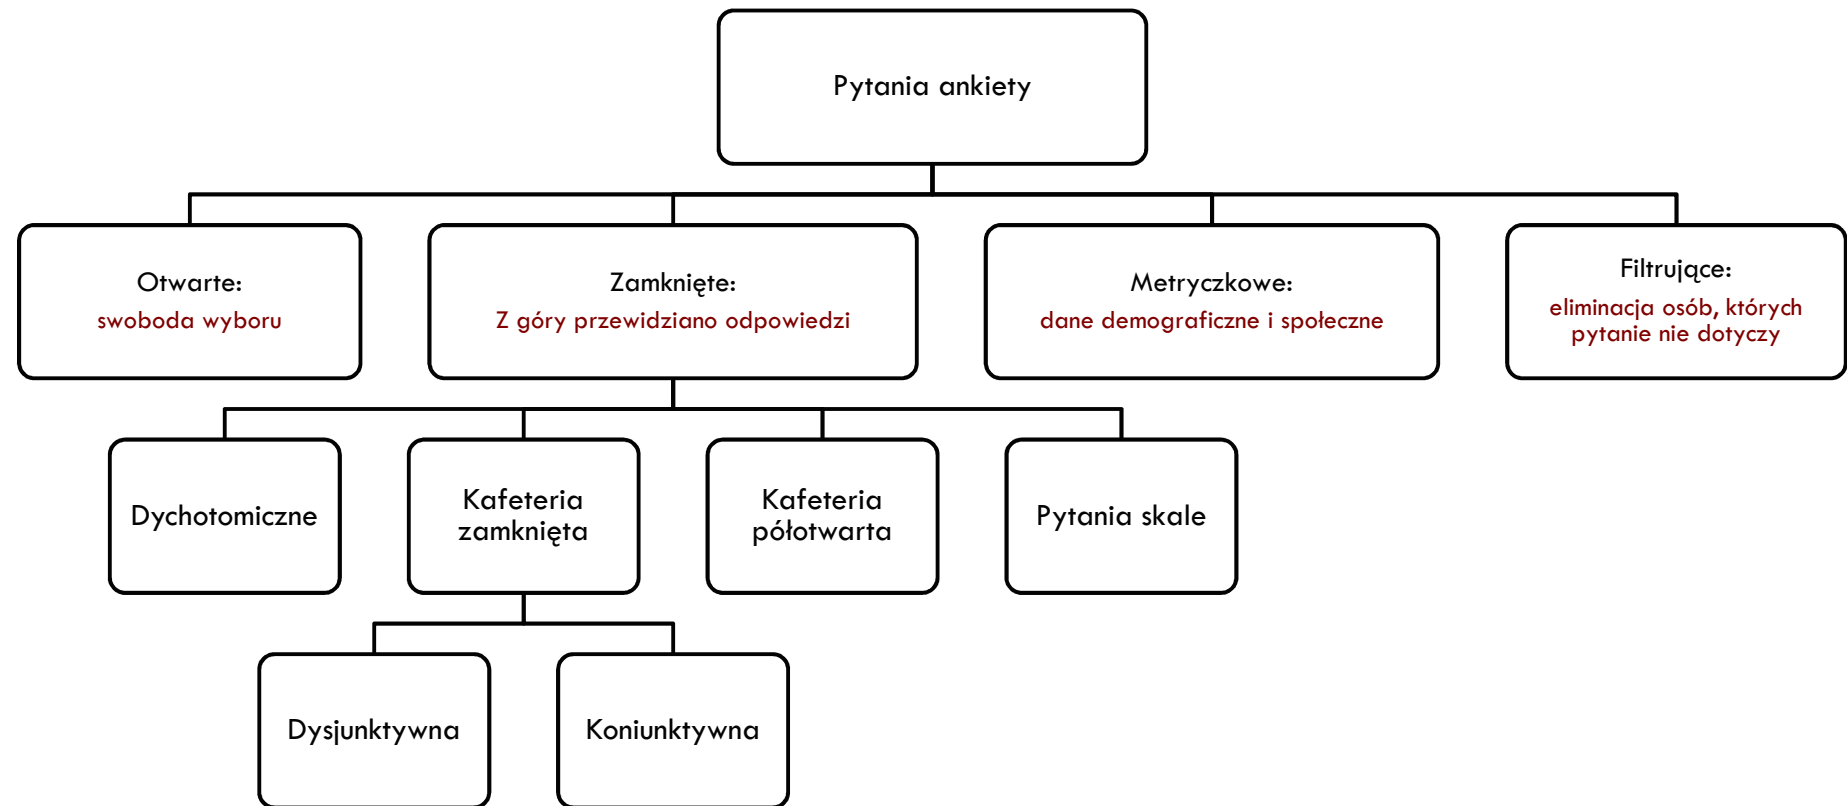 Pytania ankiety
Otwarte:
swoboda wyboru
Zamknięte:
Z góry przewidziano odpowiedzi
Metryczkowe:
dane demograficzne i społeczne
Filtrujące:
eliminacja osób, których
pytanie nie dotyczy
Dychotomiczne
Kafeteria
zamknięta
Kafeteria
półotwarta
Pytania skale
Dysjunktywna
Koniunktywna